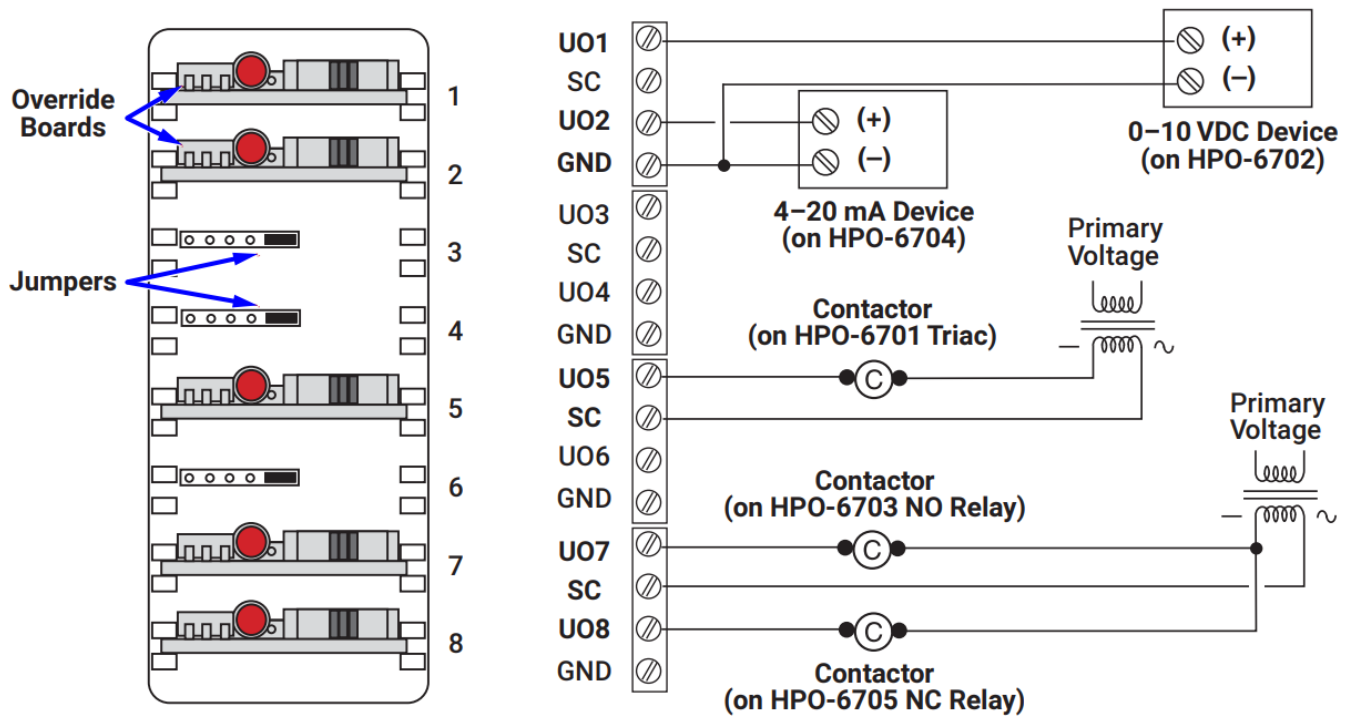 Override
Boards
Jumpers
1
2
3
4
5
6
7
8
UO1
SC
UO2
GND
UO3
SC
UO4
GND
UO5
SC
UO6
GND
UO7
SC
UO8
GND
(+)
(–)
0–10 VDC Device
(on HPO-6702)
(+)
(–)
4–20 mA Device
(on HPO-6704)
Primary
Voltage
Contactor
(on HPO-6701 Triac)
C
Primary
Voltage
Contactor
(on HPO-6703 NO Relay)
C
C
Contactor
(on HPO-6705 NC Relay)